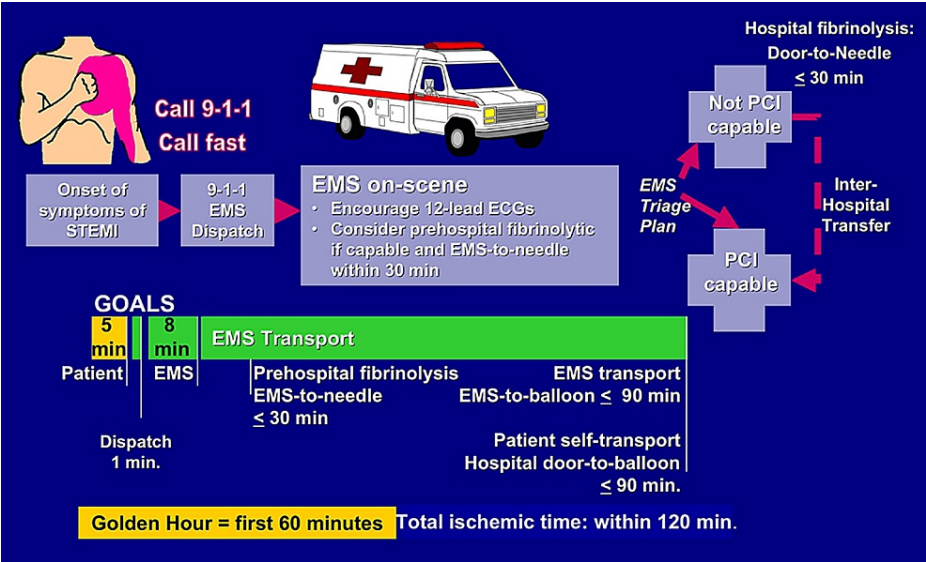 Call 9-1-1
Call fast
Onset of
symptoms of
STEMI
9-1-1
EMS
Dispatch
EMS on-scene
• Encourage 12-lead ECGs
• Consider prehospital fibrinolytic
if capable and EMS-to-needle
within 30 min
Hospital fibrinolysis:
Door-to-Needle
≤ 30 min
Not PCI
capable
EMS
Triage
Plan
Inter-
Hospital
Transfer
PCI
capable
GOALS
5
min
8
min
EMS Transport
Patient
EMS
Dispatch
1 min.
Prehospital fibrinolysis
EMS-to-needle
≤ 30 min
EMS transport
EMS-to-balloon ≤ 90 min
Patient self-transport
Hospital door-to-balloon
≤ 90 min.
Golden Hour = first 60 minutes
Total ischemic time: within 120 min.